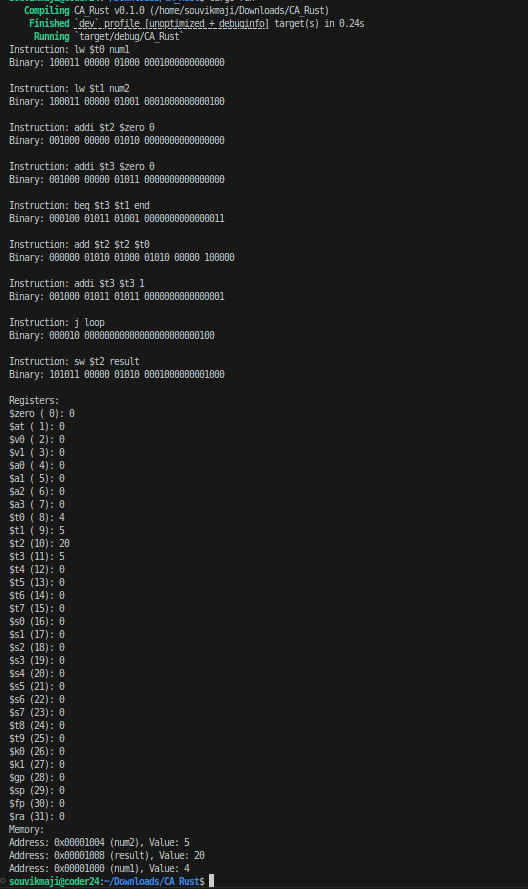 Compiling CA_Rust v0.1.0 (/home/souvikmaji/Downloads/CA_Rust)
Finished `dev` profile [unoptimized + debuginfo] target(s) in 0.24s
Running `target/debug/CA_Rust`
Instruction: lw $t0 num1
Binary: 100011 00000 01000 0001000000000000

Instruction: lw $t1 num2
Binary: 100011 00000 01001 0001000000000100

Instruction: addi $t2 $zero 0
Binary: 001000 00000 01010 0000000000000000

Instruction: addi $t3 $zero 0
Binary: 001000 00000 01011 0000000000000000

Instruction: beq $t3 $t1 end
Binary: 000100 01011 01001 0000000000000011

Instruction: add $t2 $t2 $t0
Binary: 000000 01010 01000 01010 00000 100000

Instruction: addi $t3 $t3 1
Binary: 001000 01011 01011 0000000000000001

Instruction: j loop
Binary: 000010 00000000000000000000000100

Instruction: sw $t2 result
Binary: 101011 00000 01010 0001000000001000

Registers:
$zero ( 0): 0
$at ( 1): 0
$v0 ( 2): 0
$v1 ( 3): 0
$a0 ( 4): 0
$a1 ( 5): 0
$a2 ( 6): 0
$a3 ( 7): 0
$t0 ( 8): 4
$t1 ( 9): 5
$t2 (10): 20
$t3 (11): 5
$t4 (12): 0
$t5 (13): 0
$t6 (14): 0
$t7 (15): 0
$s0 (16): 0
$s1 (17): 0
$s2 (18): 0
$s3 (19): 0
$s4 (20): 0
$s5 (21): 0
$s6 (22): 0
$s7 (23): 0
$t8 (24): 0
$t9 (25): 0
$k0 (26): 0
$k1 (27): 0
$gp (28): 0
$sp (29): 0
$fp (30): 0
$ra (31): 0
Memory:
Address: 0x00001004 (num2), Value: 5
Address: 0x00001008 (result), Value: 20
Address: 0x00001000 (num1), Value: 4
souvikmaji@coder24:~/Downloads/CA_Rust$